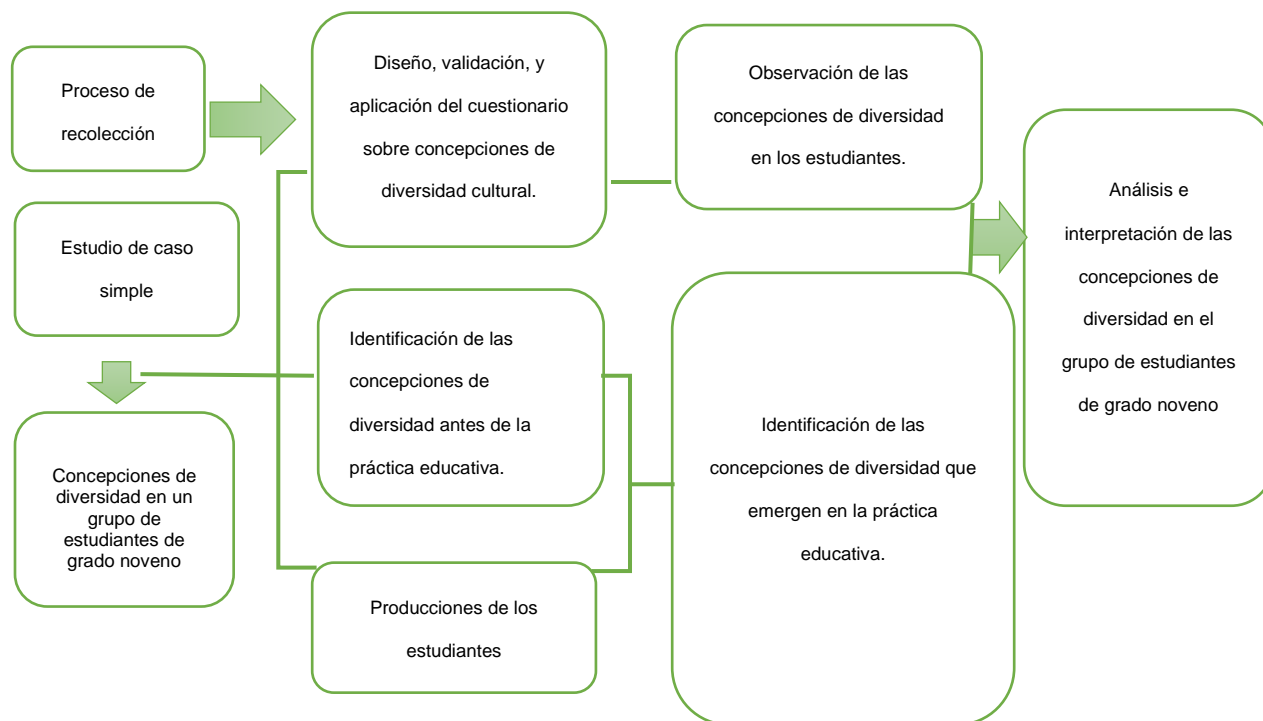 Proceso de
recolección
Estudio de caso
simple
Concepciones de
diversidad en un
grupo de
estudiantes de
grado noveno
Diseño, validación, y
aplicación del cuestionario
sobre concepciones de
diversidad cultural.
Identificación de las
concepciones de
diversidad antes de la
práctica educativa.
Producciones de los
estudiantes
Observación de las
concepciones de diversidad
en los estudiantes.
Identificación de las
concepciones de diversidad que
emergen en la práctica
educativa.
Análisis e
interpretación de las
concepciones de
diversidad en el
grupo de estudiantes
de grado noveno